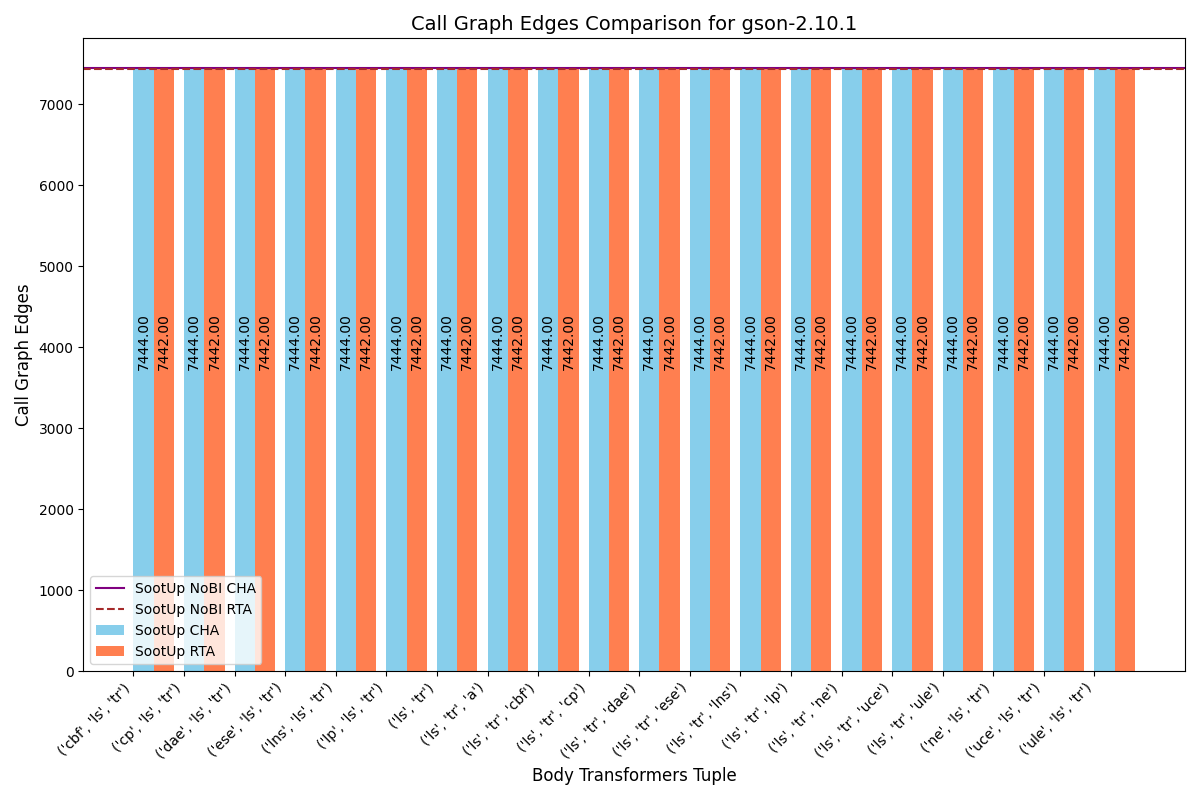 Call Graph Edges Comparison for gson-2.10.1
Call Graph Edges
7000
6000
5000
4000
3000
2000
1000
0
7444.00
7442.00
7444.00
7442.00
7444.00
7442.00
7444.00
7442.00
7444.00
7442.00
7444.00
7442.00
7444.00
7442.00
7444.00
7442.00
7444.00
7442.00
7444.00
7442.00
7444.00
7442.00
7444.00
7442.00
7444.00
7442.00
7444.00
7442.00
7444.00
7442.00
7444.00
7442.00
7444.00
7442.00
7444.00
7442.00
7444.00
7442.00
7444.00
7442.00
SootUp NoBI CHA
SootUp NoBI RTA
SootUp CHA
SootUp RTA
('cbf', 'ls', 'tr')
('cp', 'ls', 'tr')
('dae', 'ls', 'tr')
('ese', 'ls', 'tr')
('lns', 'ls', 'tr')
('lp', 'ls', 'tr')
('ls', 'tr')
('ls', 'tr', 'a')
('ls', 'tr', 'cbf')
('ls', 'tr', 'cp')
('ls', 'tr', 'dae')
('ls', 'tr', 'ese')
('ls', 'tr', 'lns')
('ls', 'tr', 'lp')
('ls', 'tr', 'ne')
('ls', 'tr', 'uce')
('ls', 'tr', 'ule')
('ne', 'ls', 'tr')
('uce', 'ls', 'tr')
('ule', 'ls', 'tr')
Body Transformers Tuple